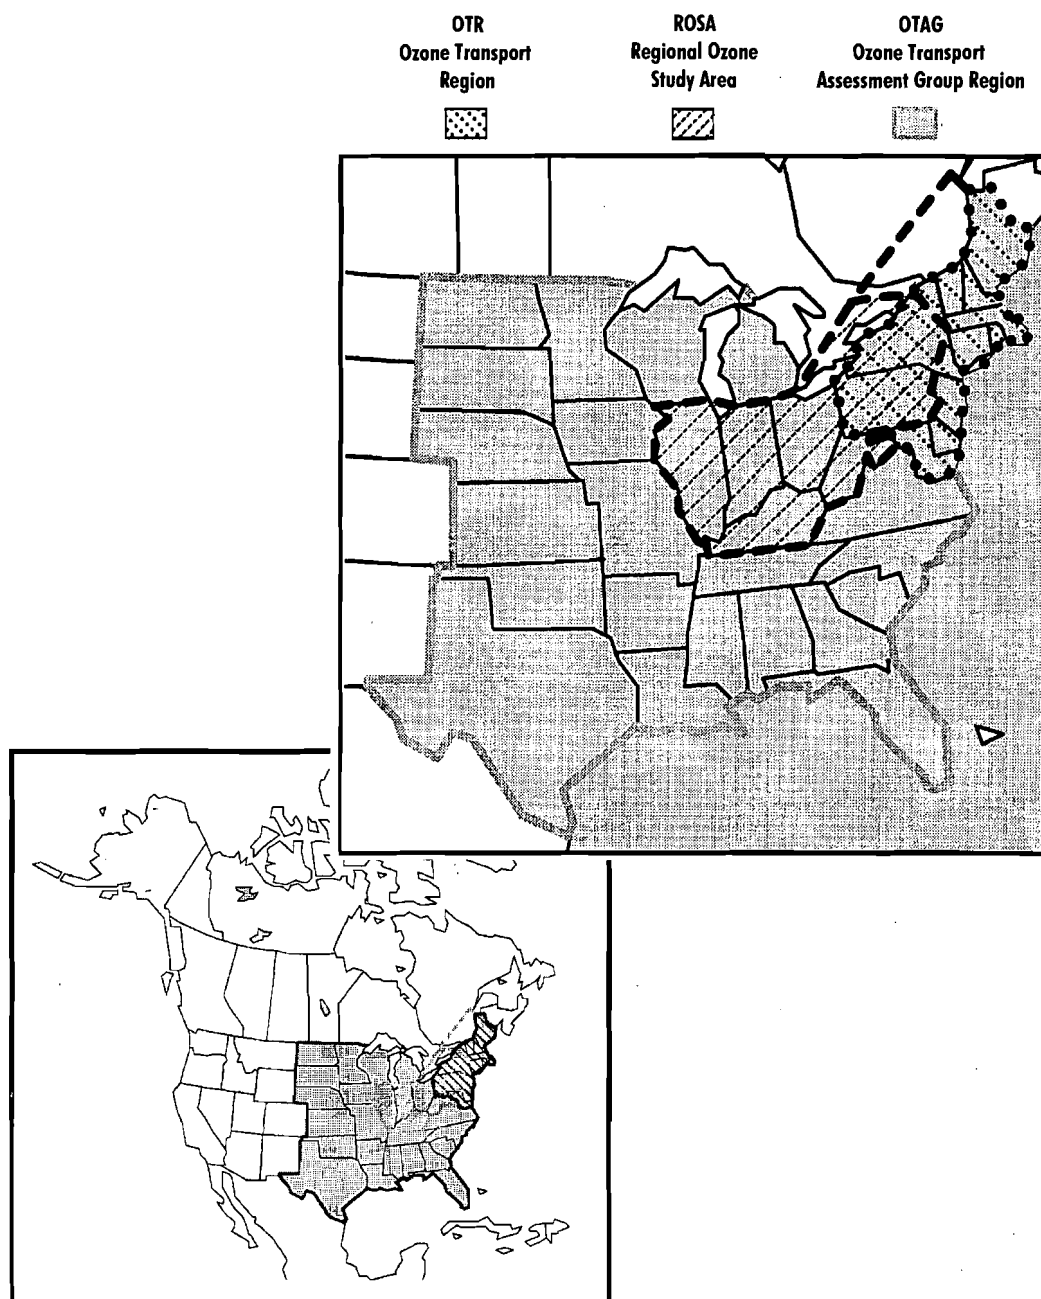 OTR
Ozone Transport
Region
ROSA
Regional Ozone
Study Area
OTAG
Ozone Transport
Assessment Group Region